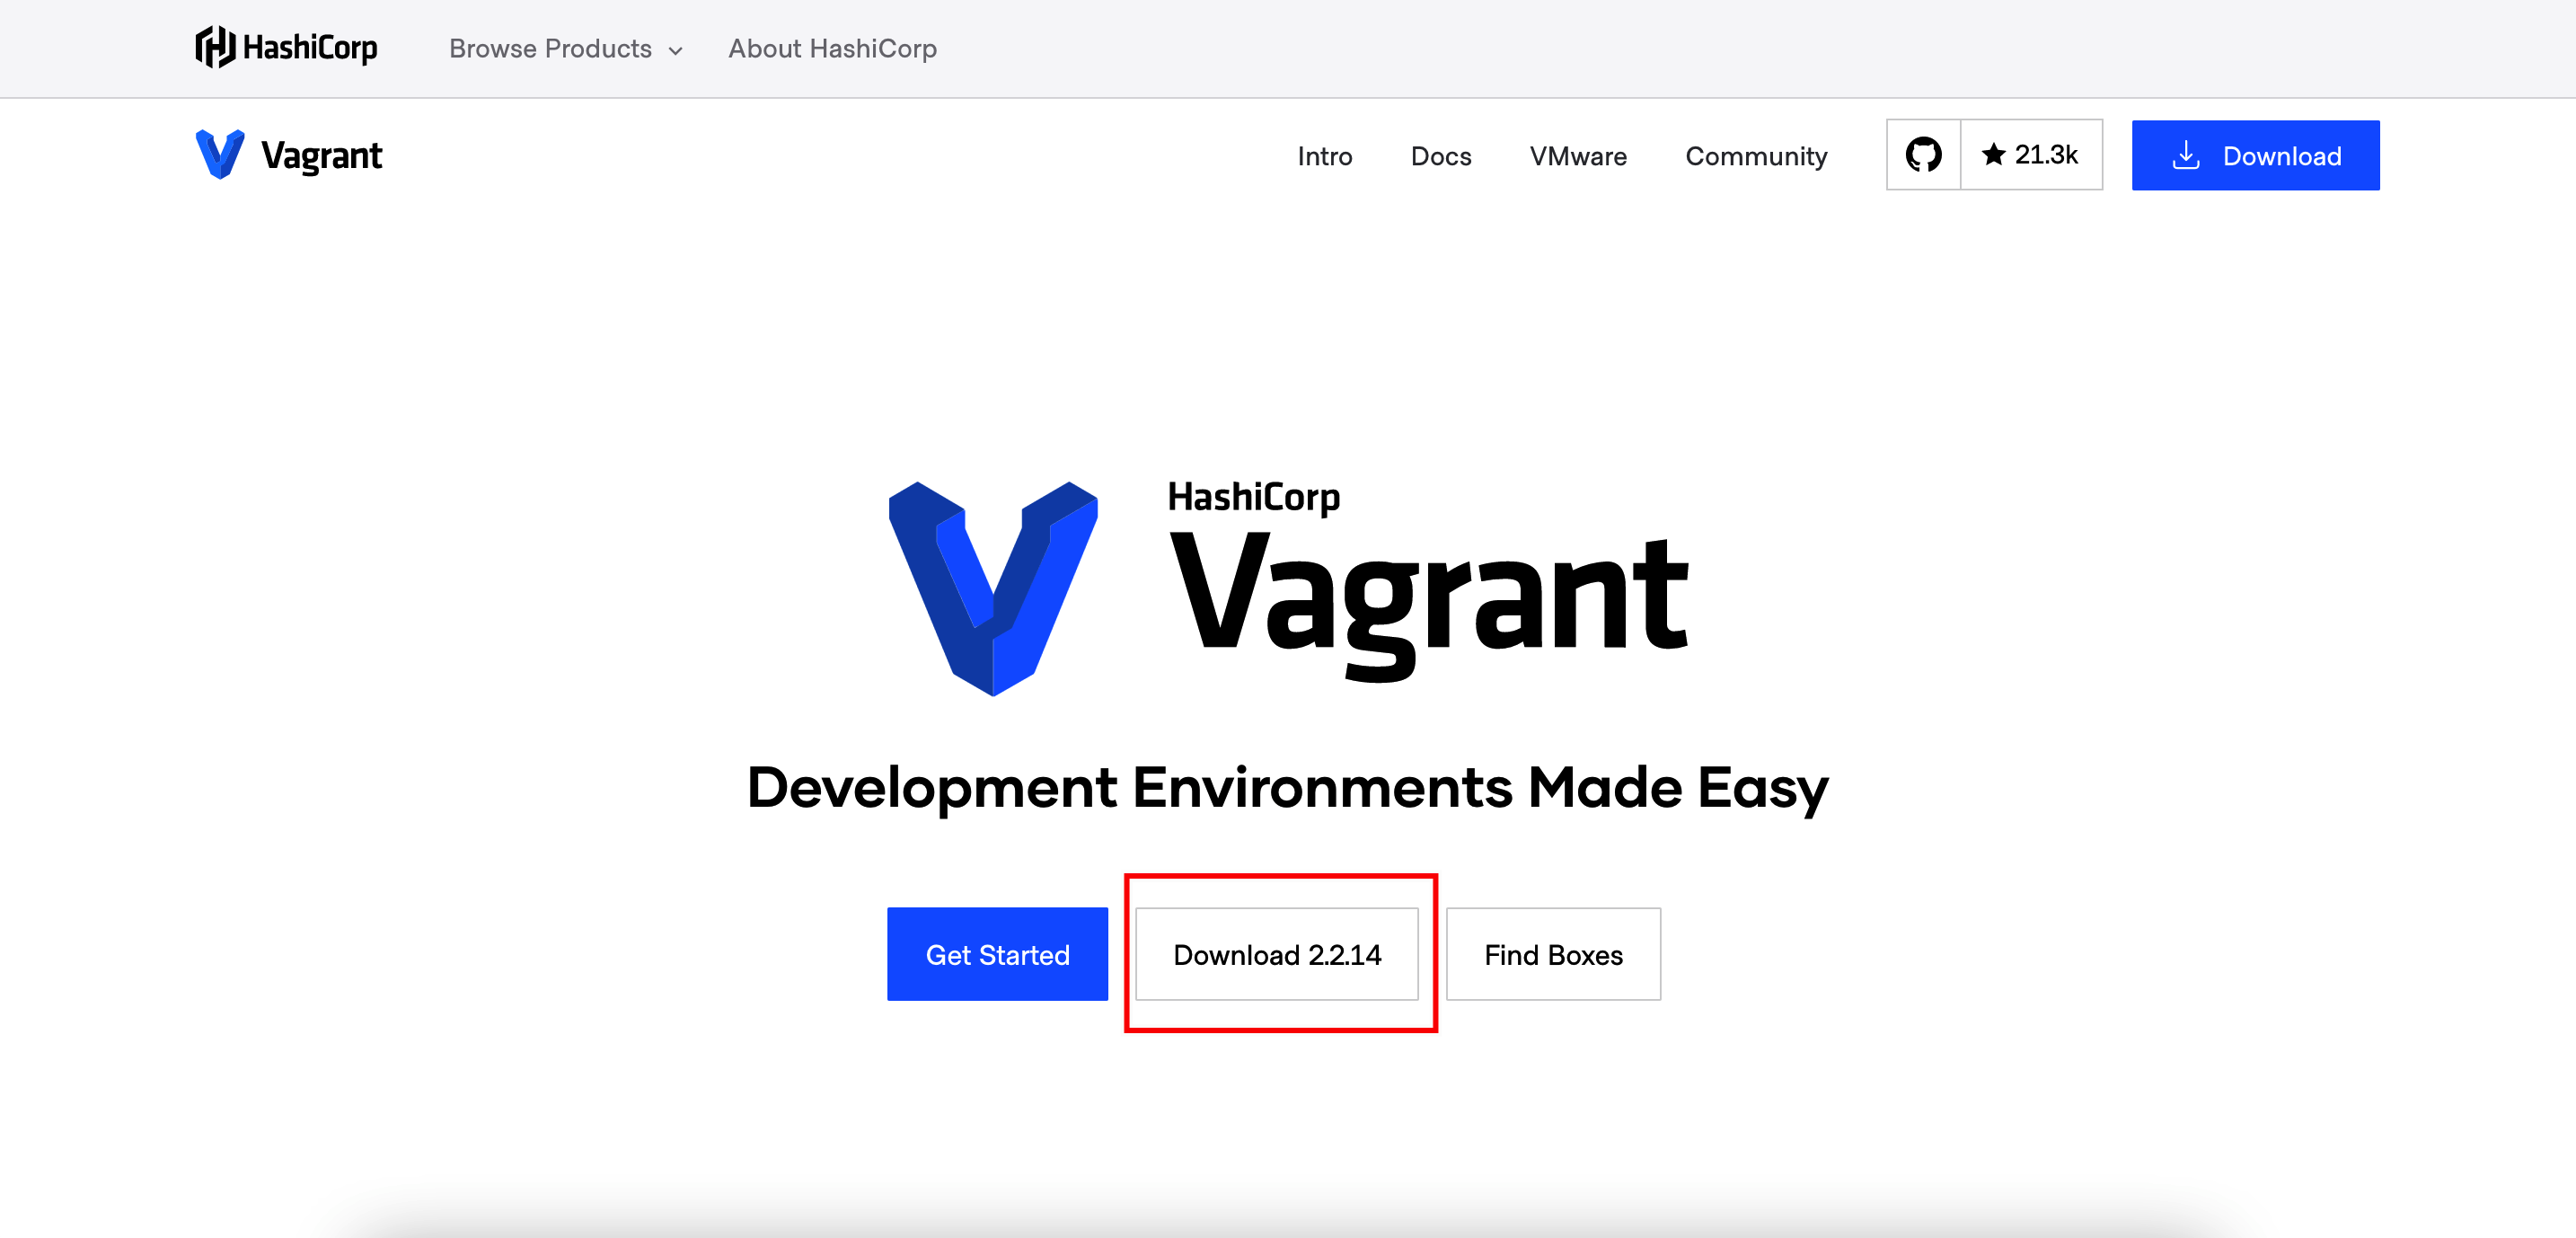 HashiCorp Browse Products About HashiCorp
Vagrant Intro Docs VMware Community 21.3k Download
HashiCorp
Vagrant
Development Environments Made Easy
Get Started Download 2.2.14 Find Boxes